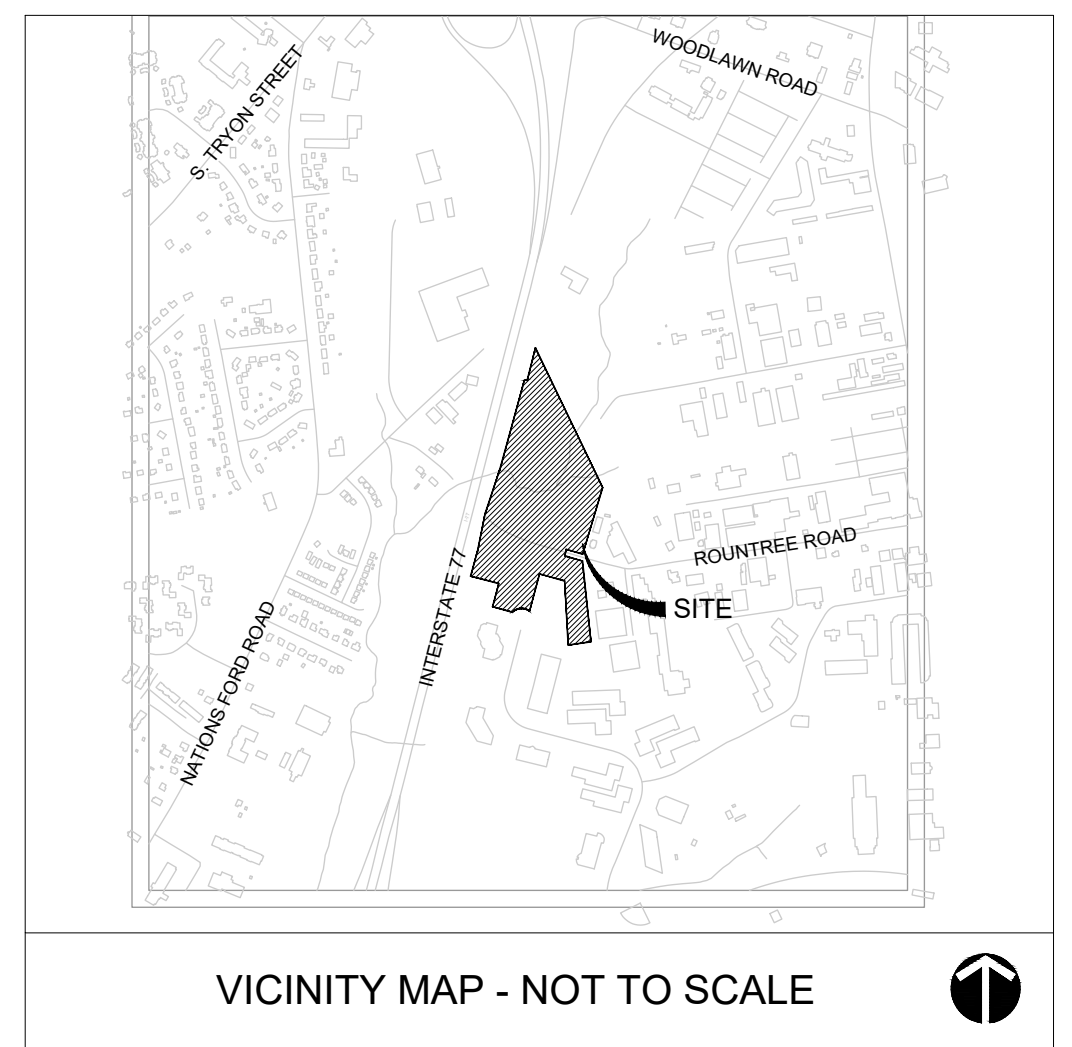 WOODLAWN ROAD
S. TRYON STREET
ROUNTREE ROAD
INTERSTATE 77
SITE
NATIONS FORD ROAD
VICINITY MAP - NOT TO SCALE